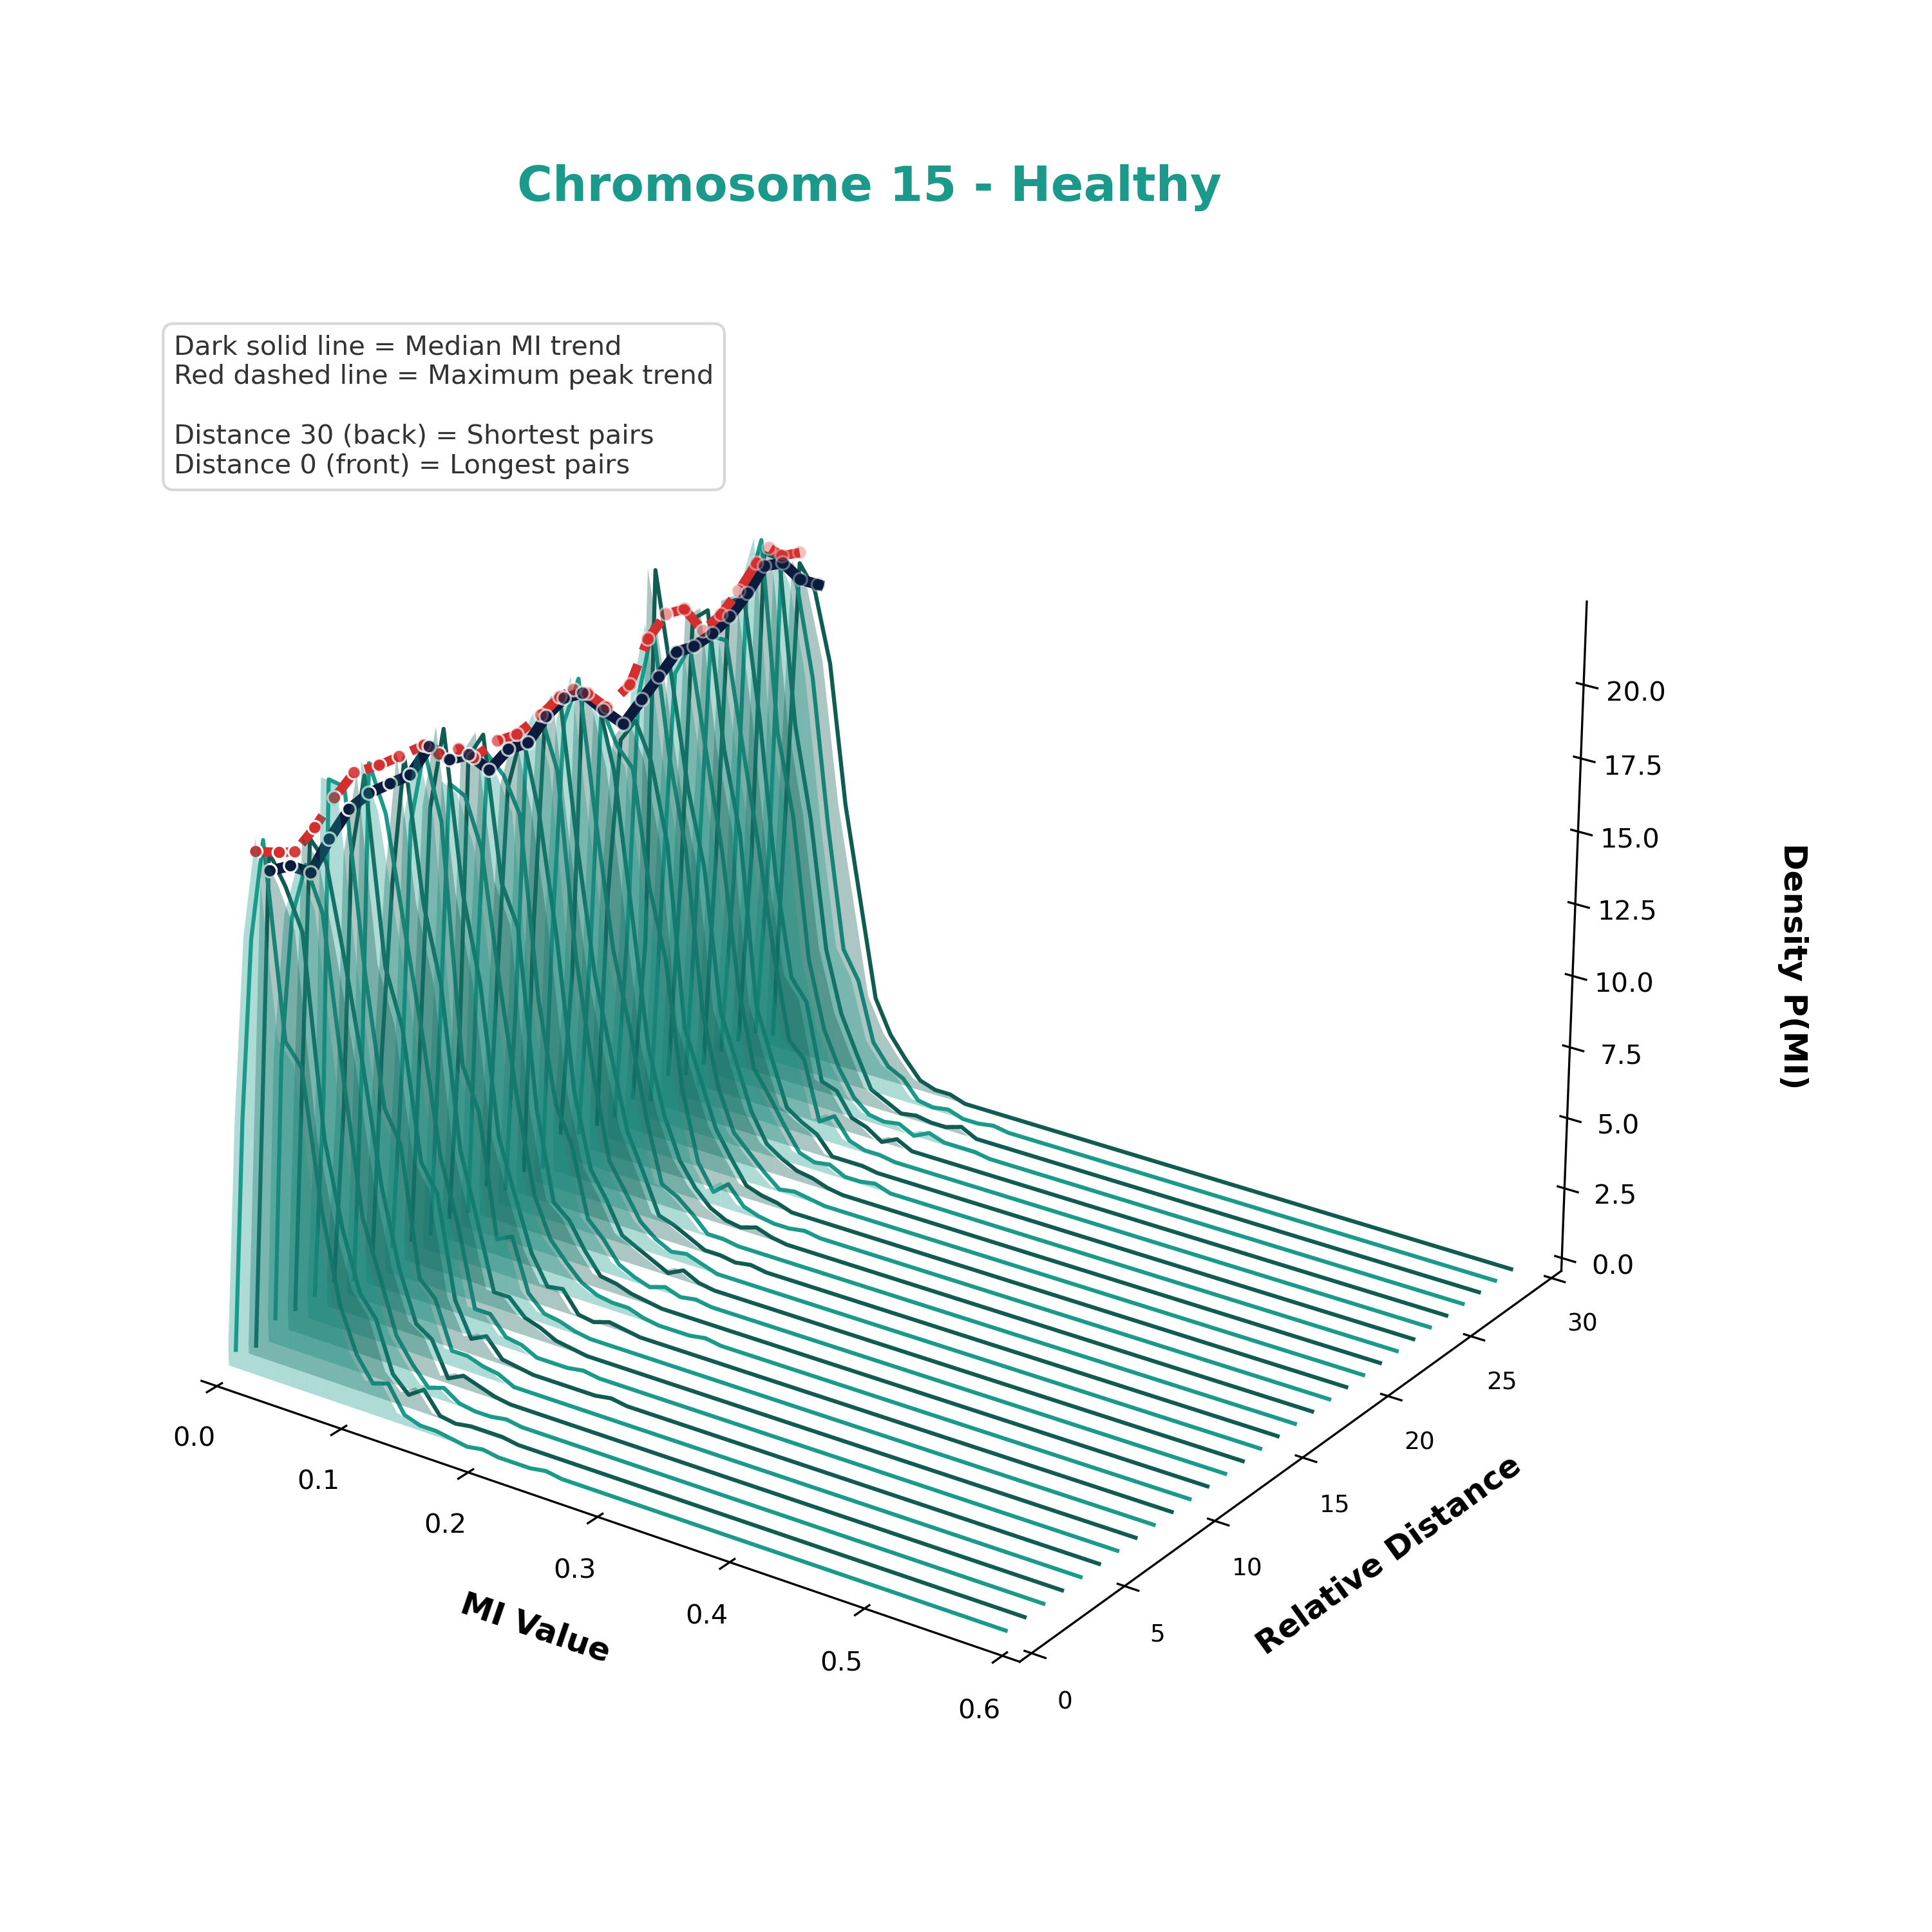 Chromosome 15 - Healthy
Dark solid line = Median MI trend
Red dashed line = Maximum peak trend
Distance 30 (back) = Shortest pairs
Distance 0 (front) = Longest pairs
20.0
17.5
15.0
12.5
10.0
7.5
5.0
2.5
0.0
Density P(MI)
30
25
20
15
10
5
0
Relative Distance
0.0
0.1
0.2
0.3
0.4
0.5
0.6
MI Value